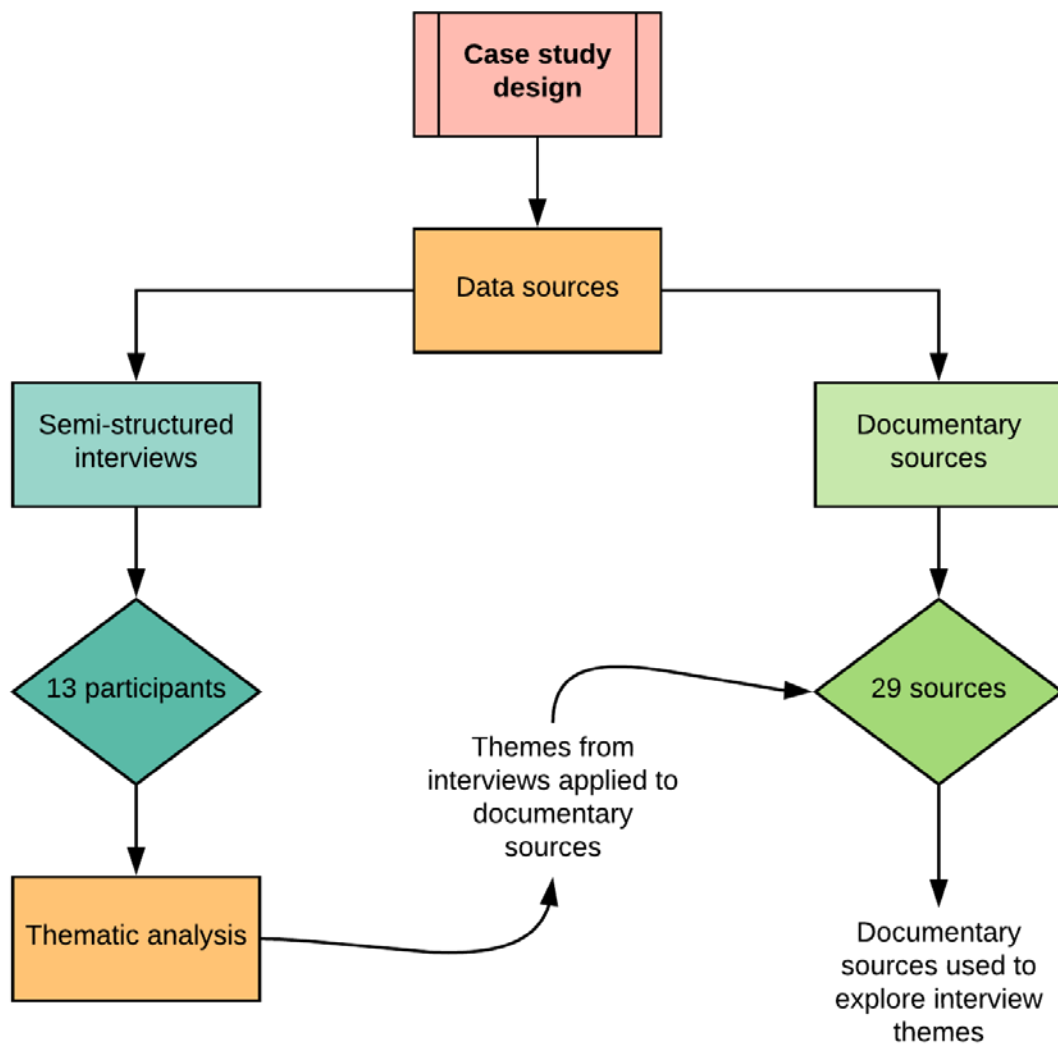 Case study
design
Data sources
Semi-structured
interviews
Documentary
sources
13 participants
29 sources
Themes from
interviews applied to
documentary
sources
Thematic analysis
Documentary
sources used to
explore interview
themes